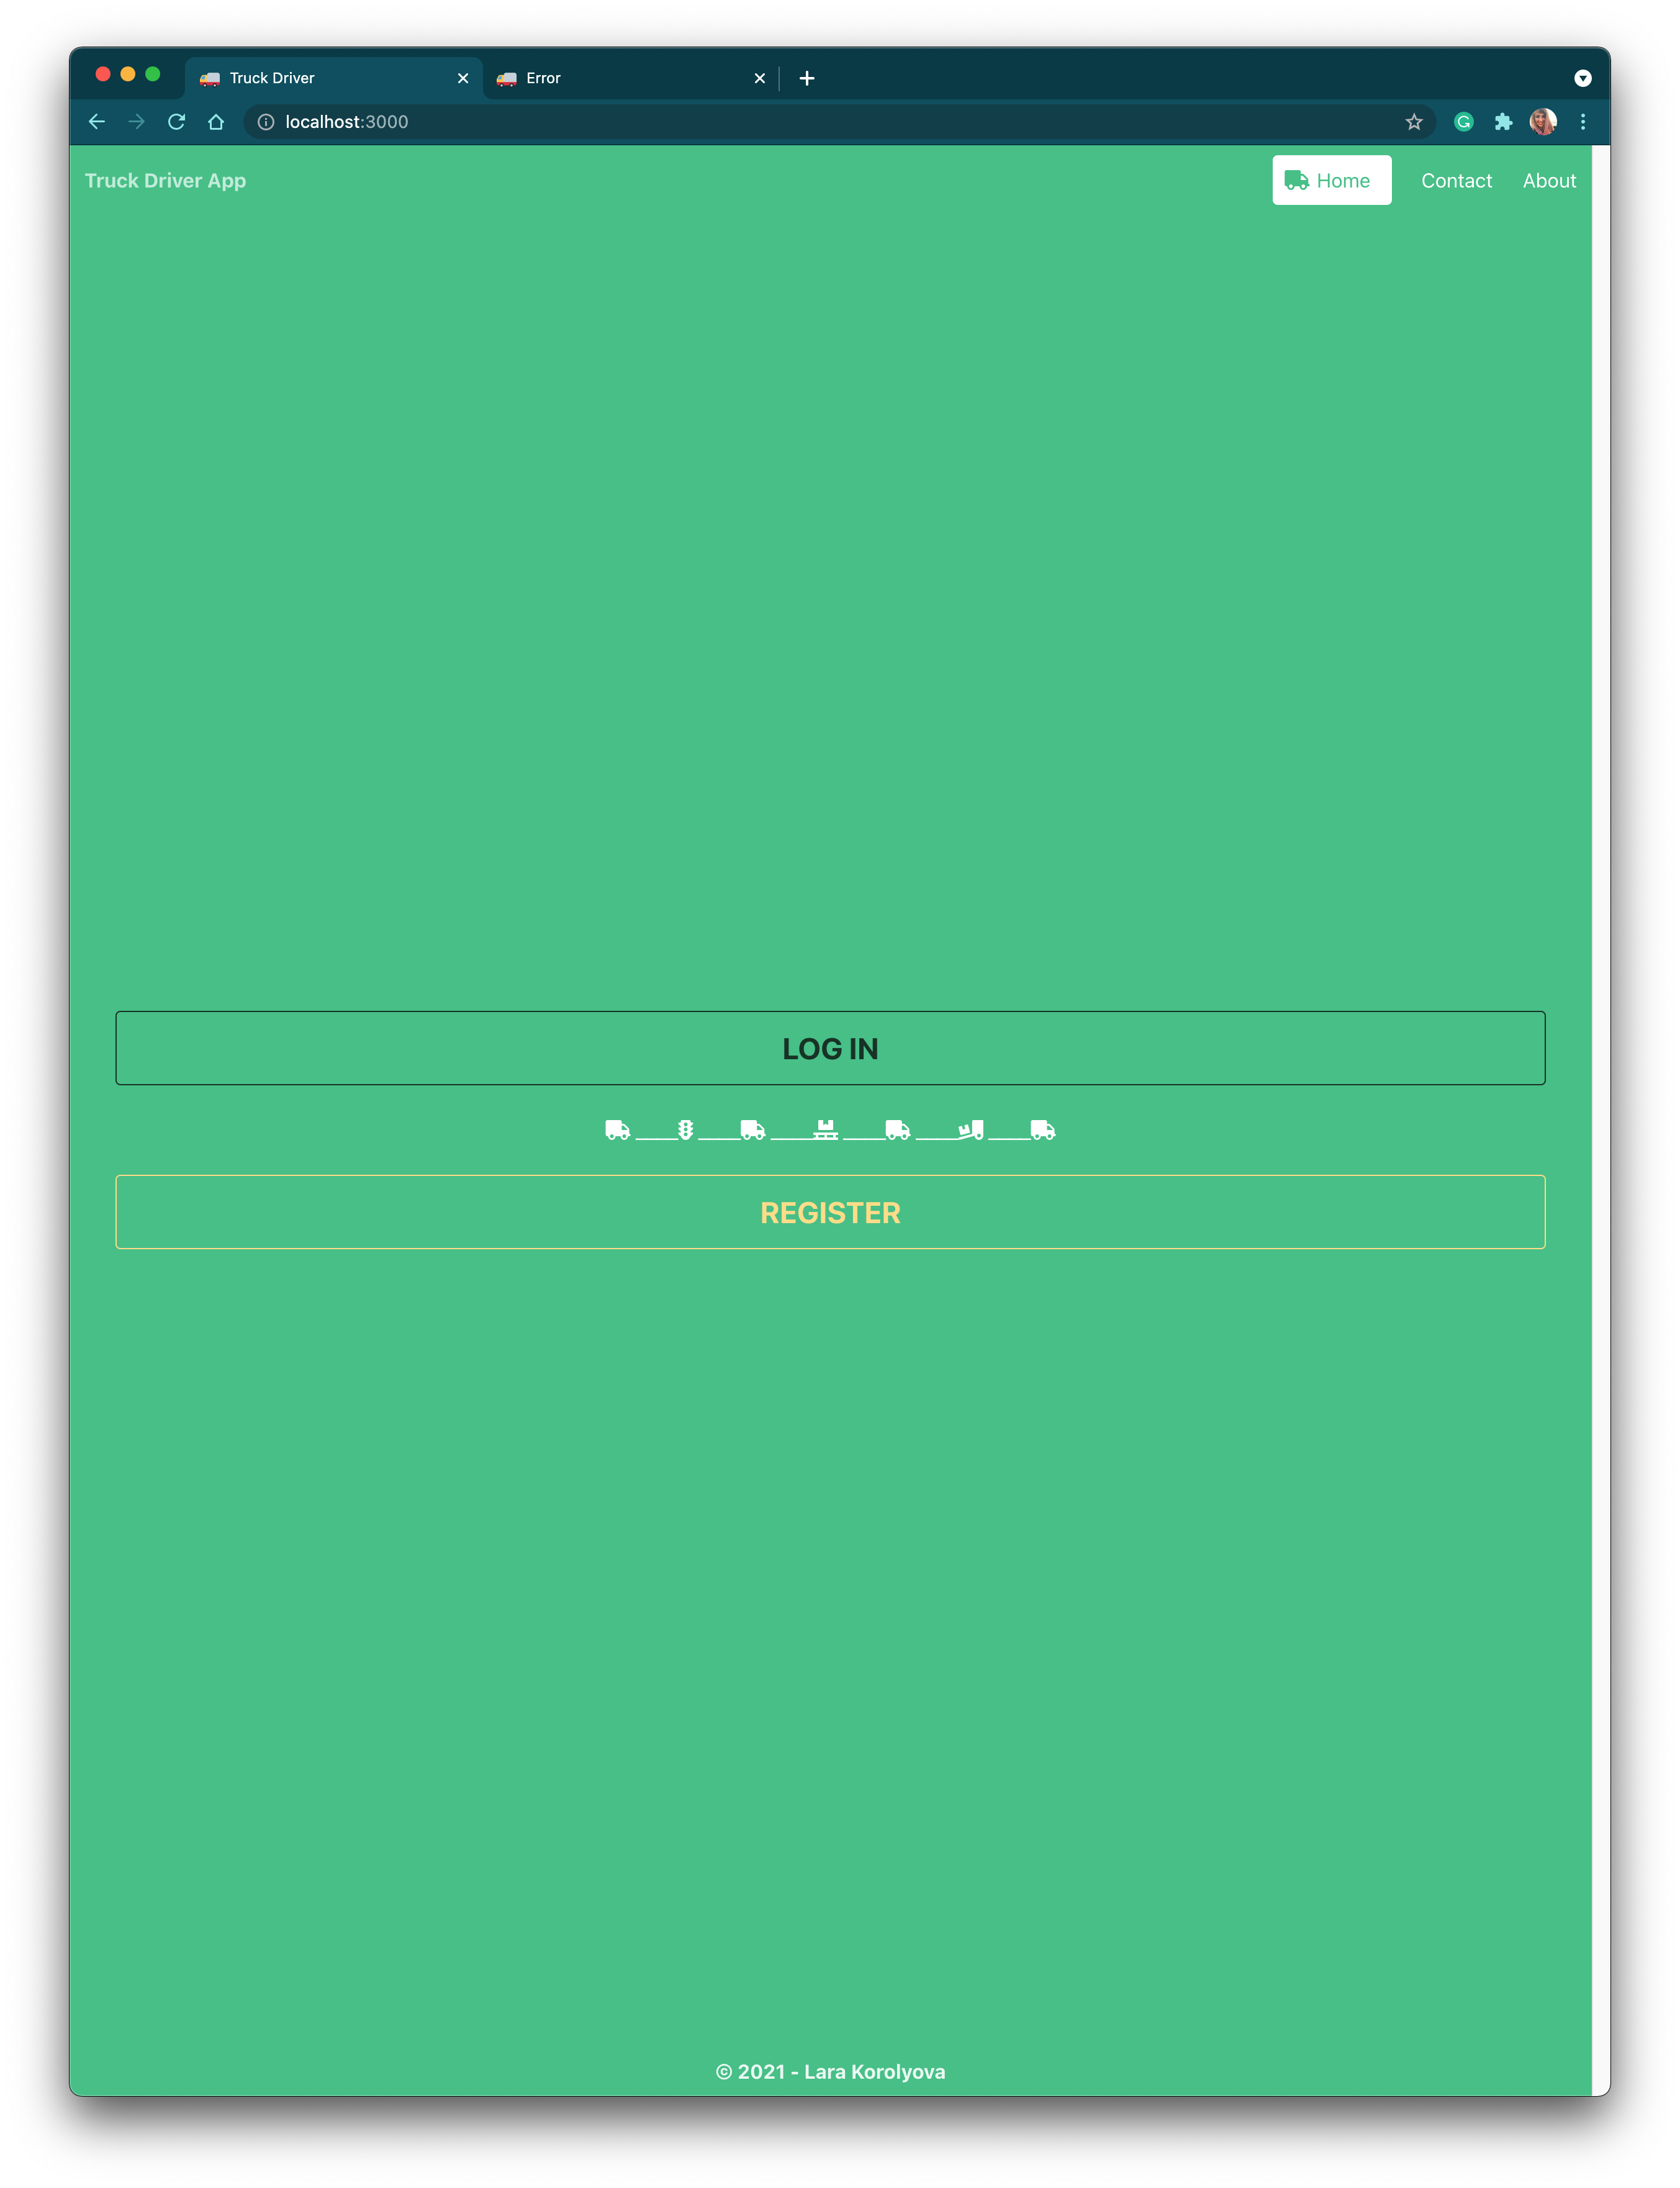 Truck Driver
Error
localhost:3000
Truck Driver App
Home
Contact
About
LOG IN
REGISTER
© 2021 - Lara Korolyova